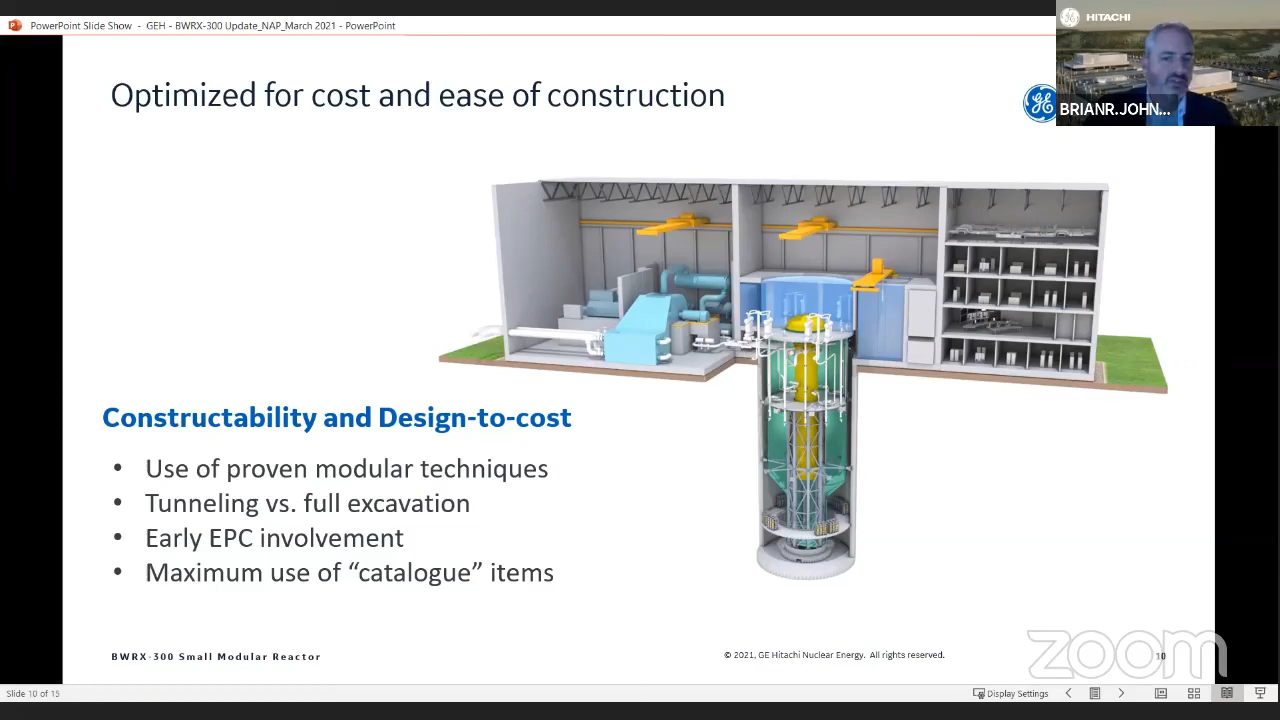 PowerPoint Slide Show - GEH - BWRX-300 Update_NAP_March 2021 - PowerPoint
HITACHI
BRIANR.JOHN...
Optimized for cost and ease of construction
Constructability and Design-to-cost
• Use of proven modular techniques
• Tunneling vs. full excavation
• Early EPC involvement
• Maximum use of “catalogue” items
BWRX-300 Small Modular Reactor
© 2021, GE Hitachi Nuclear Energy. All rights reserved.
10
zoom
Slide 10 of 15
Display Settings